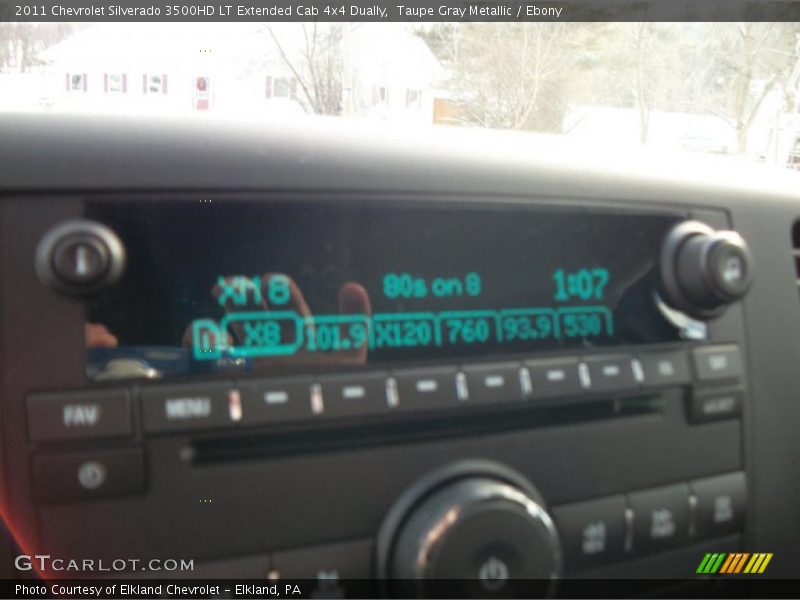 2011 Chevrolet Silverado 3500HD LT Extended Cab 4x4 Dually, Taupe Gray Metallic / Ebony
XM 8 80s on 8 1:07
X8 101.9 X120 760 93.9 530
FAV MENU
GTCARLOT.COM
Photo Courtesy of Elkland Chevrolet - Elkland, PA